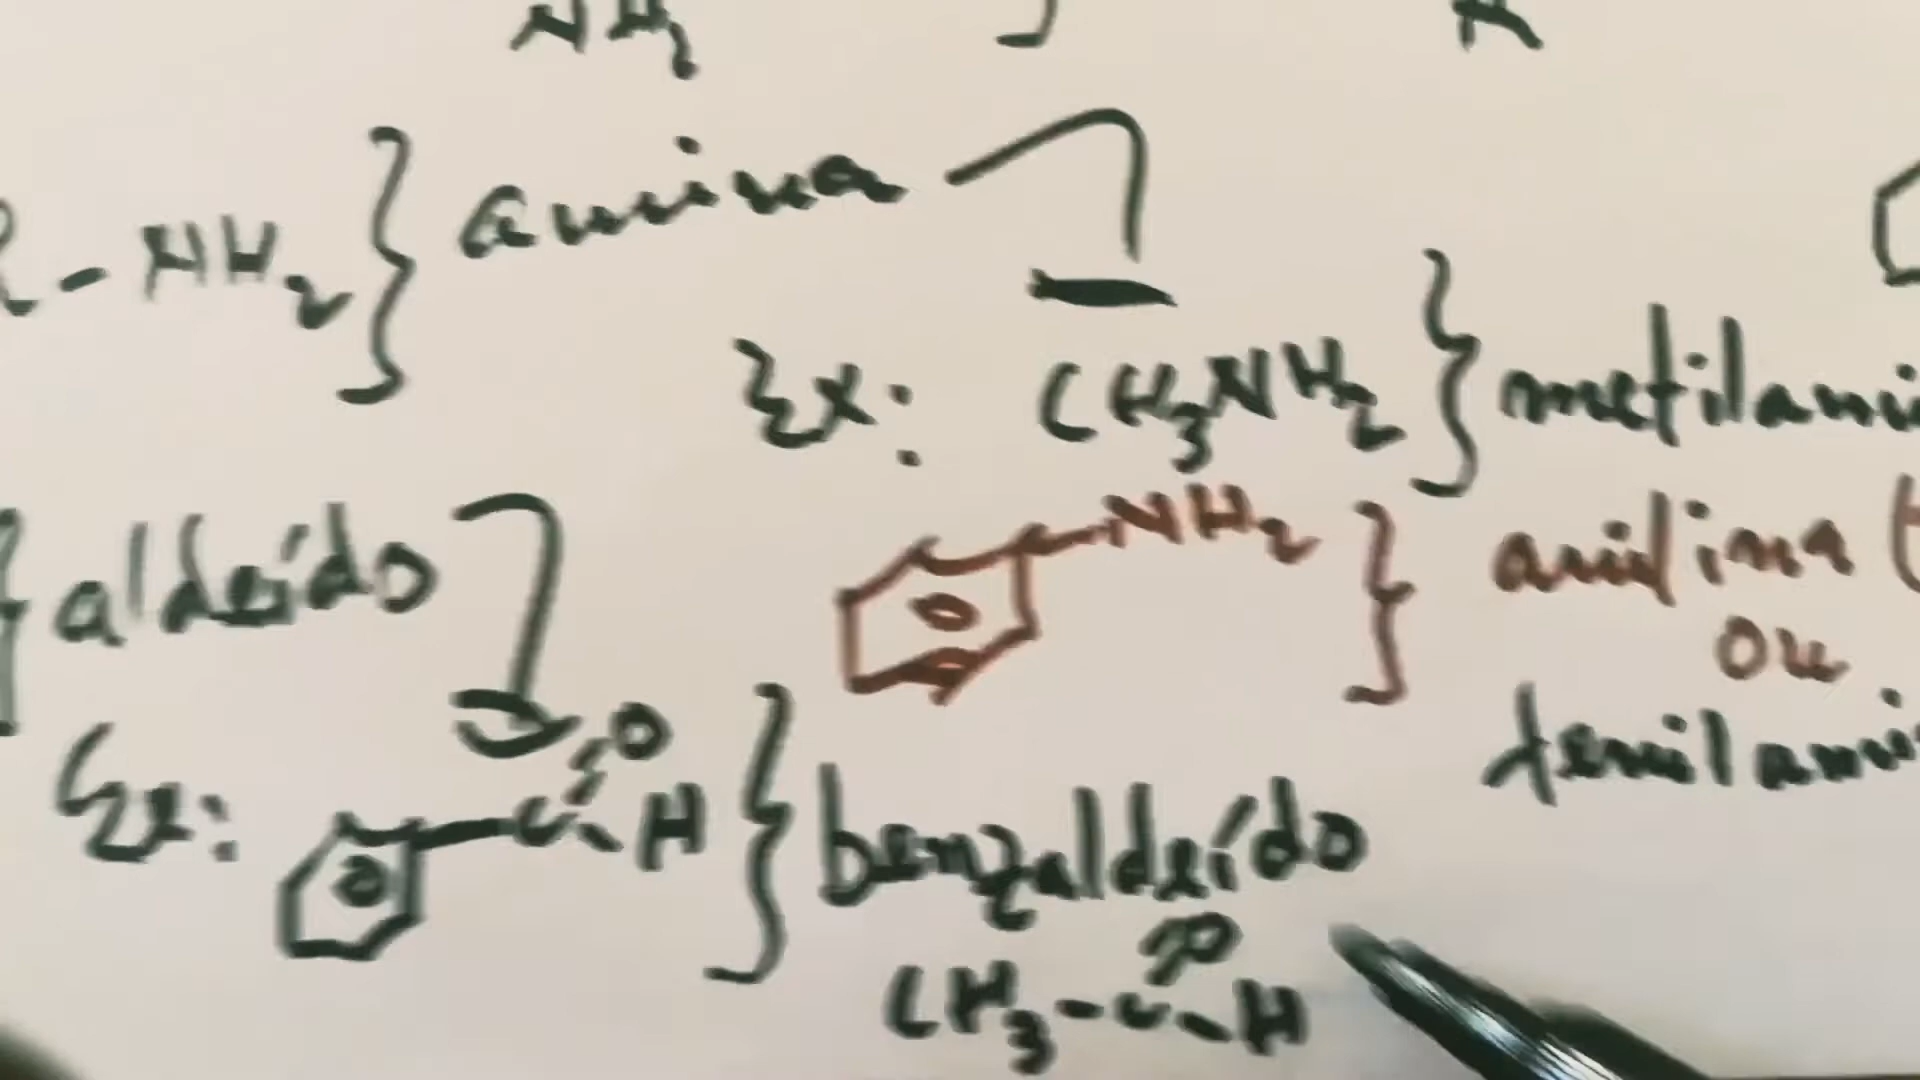 NH2
R-NH2 } amina
Ex: CH3NH2 } metilami
{ aldeído
NH2 } anilina (
ou
fenilami
Ex: C O H } benzaldeído
CH3-C O -H